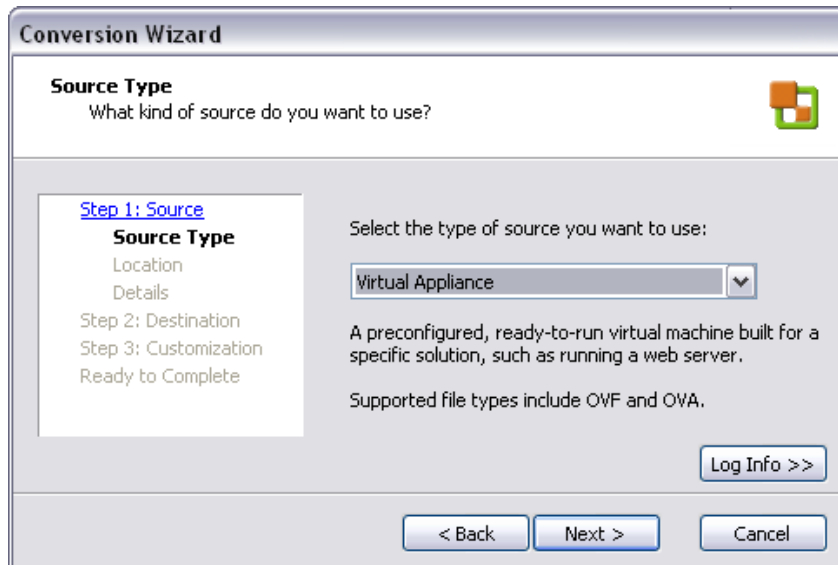 Conversion Wizard
Source Type
What kind of source do you want to use?
Step 1: Source
Source Type
Location
Details
Step 2: Destination
Step 3: Customization
Ready to Complete
Select the type of source you want to use:
Virtual Appliance
A preconfigured, ready-to-run virtual machine built for a
specific solution, such as running a web server.
Supported file types include OVF and OVA.
Log Info >>
< Back
Next >
Cancel